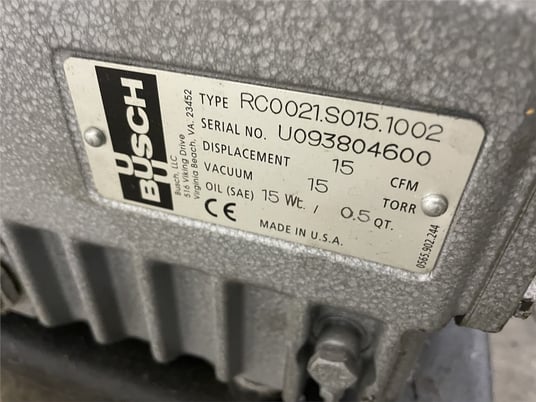 BUSCH
BUSCH
Busch, LLC
516 Viking Drive
Virginia Beach, VA. 23452
TYPE RC0021.S015.1002
SERIAL NO. U093804600
DISPLACEMENT 15 CFM
VACUUM 15 TORR
OIL (SAE) 15 Wt. / 0.5 QT.
CE
MADE IN U.S.A.
0565.902.244